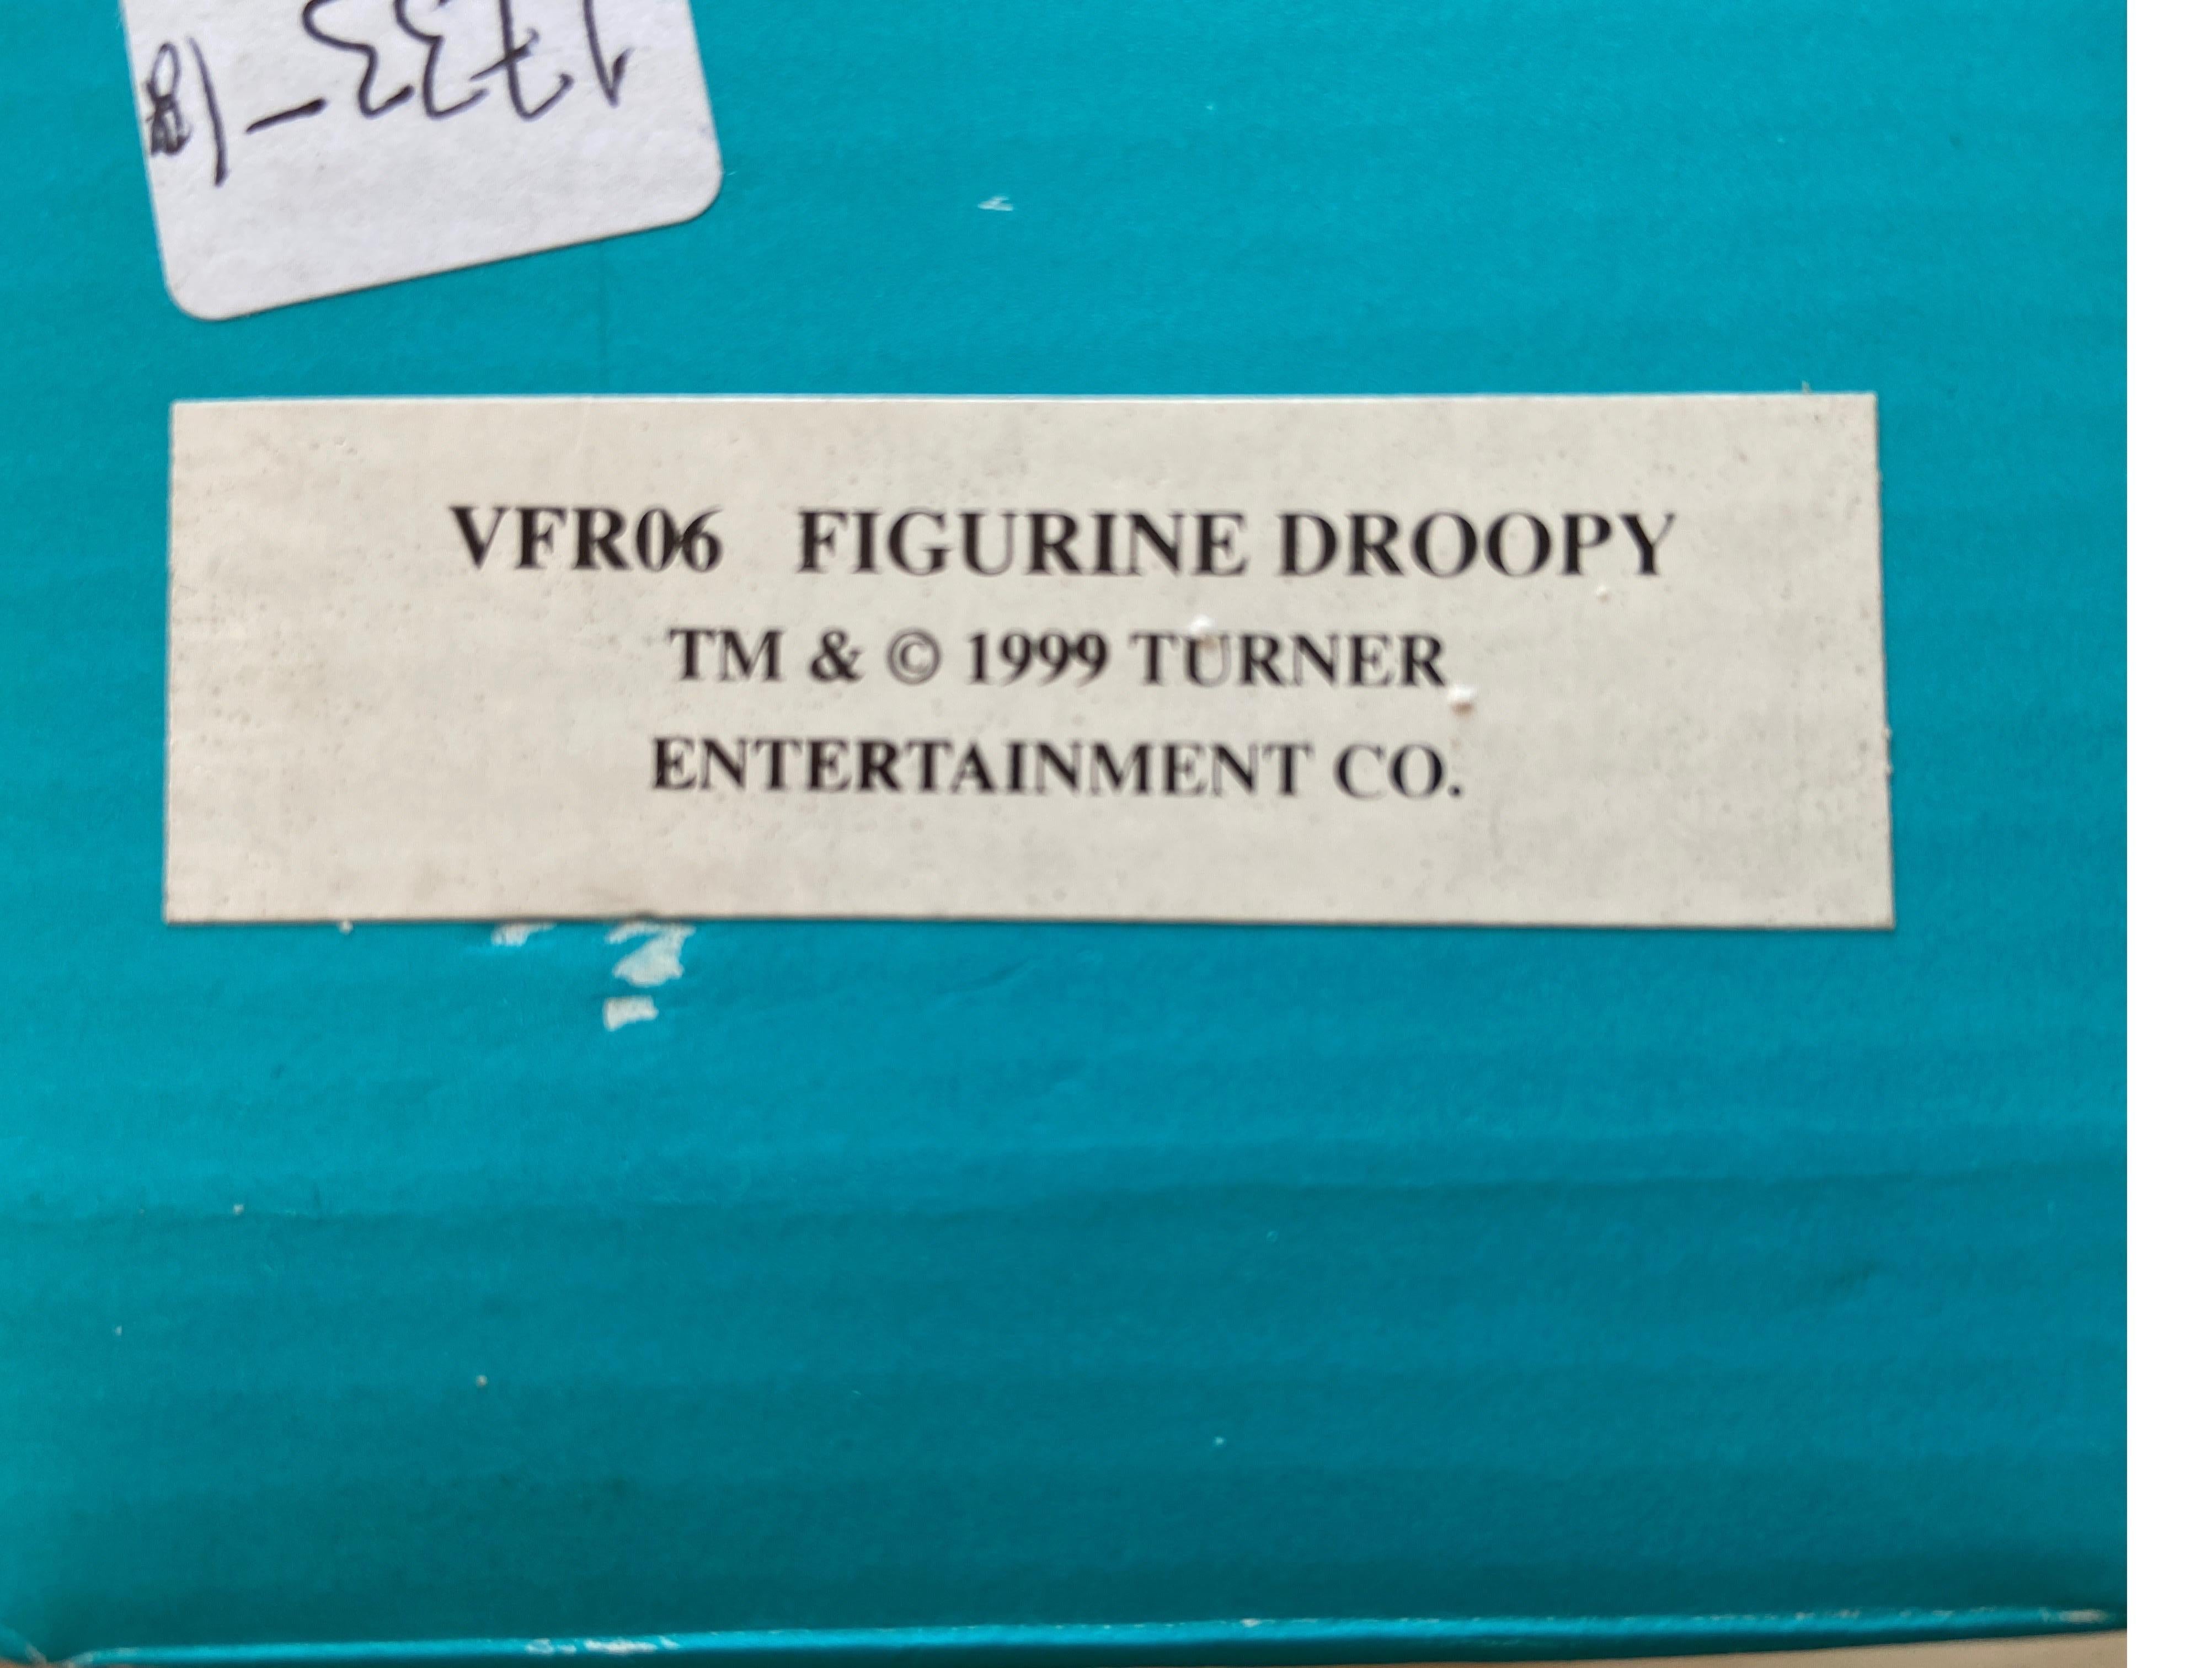 1733-18
VFR06 FIGURINE DROOPY
TM & © 1999 TURNER
ENTERTAINMENT CO.